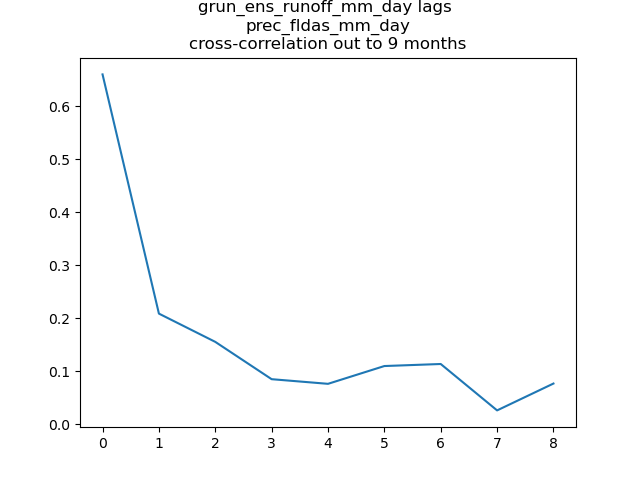 grun_ens_runoff_mm_day lags
prec_fldas_mm_day
cross-correlation out to 9 months
0.6
0.5
0.4
0.3
0.2
0.1
0.0
0 1 2 3 4 5 6 7 8